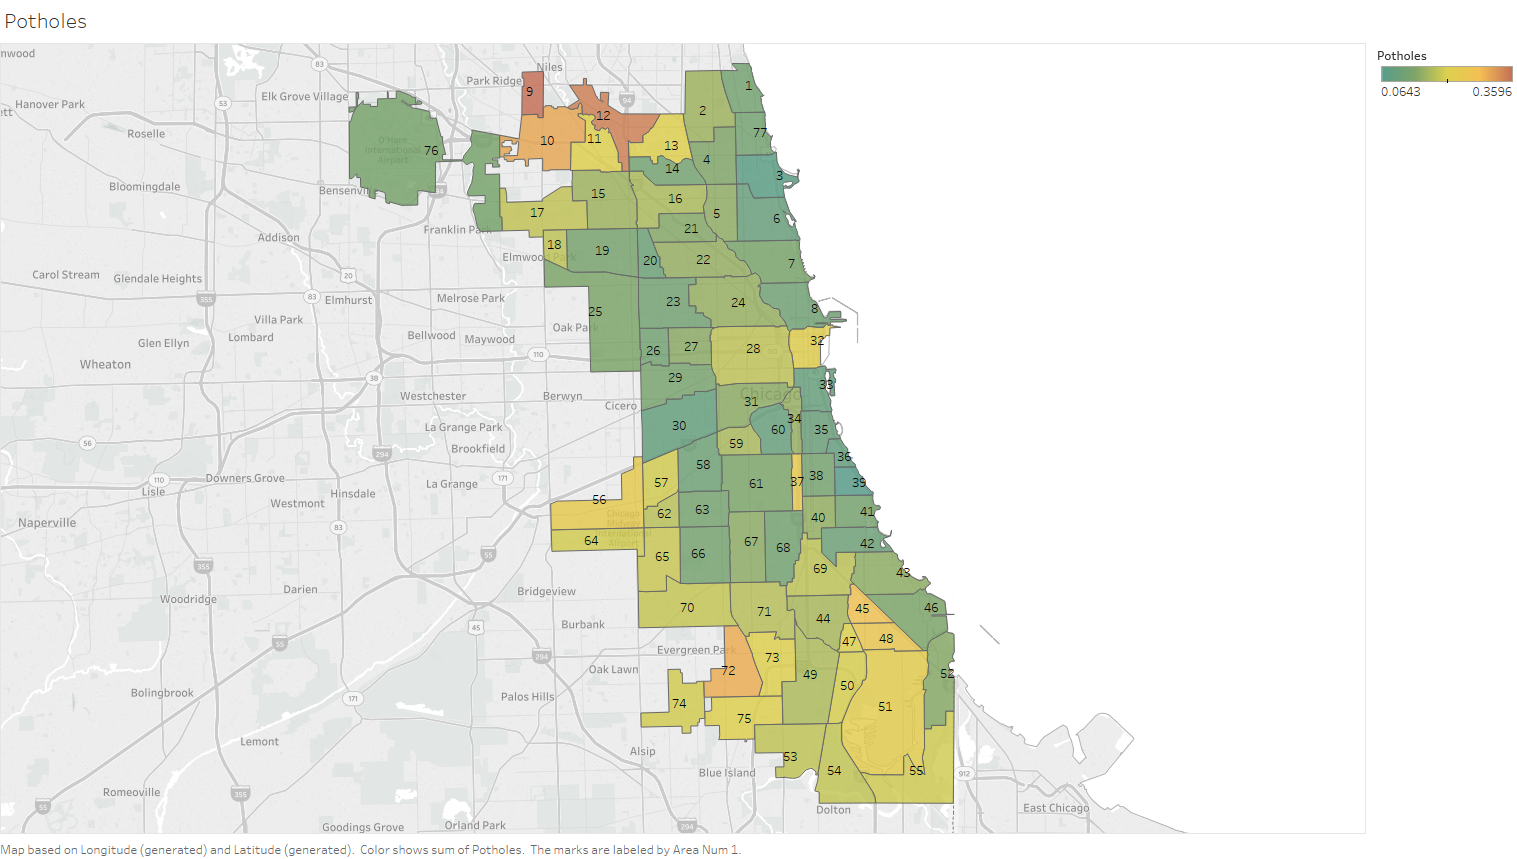 Potholes
Potholes
0.0643
0.3596
nwood
83
Niles
Park Ridge
Elk Grove Village
Hanover Park
53
94
9
12
1
2
ett
Roselle
O'Hare
International
Airport
76
10
11
13
77
4
14
3
Bloomingdale
Bensenvi
15
16
17
5
6
Franklin Park
21
Addison
18
19
Elmwood Park
20
22
7
Carol Stream
Glendale Heights
20
355
83
Elmhurst
Melrose Park
23
24
8
25
Villa Park
Oak Park
Glen Ellyn
Lombard
Bellwood
Maywood
32
26
27
28
110
Wheaton
38
29
33
Westchester
Berwyn
Cicero
Chicago
31
34
La Grange Park
30
60
35
56
Brookfield
59
294
36
58
La Grange
171
57
61
37
38
39
Downers Grove
110
Lisle
Hinsdale
Westmont
56
62
63
40
41
Chicago
Midway
International
Airport
Naperville
83
64
67
68
42
65
66
55
355
69
43
Darien
Bridgeview
Woodridge
70
71
45
46
44
Burbank
45
55
47
48
Evergreen Park
294
73
Oak Lawn
72
49
52
50
Bolingbrook
171
Palos Hills
74
51
75
Lemont
Alsip
53
Blue Island
54
55
912
Romeoville
355
55
Dolton
East Chicago
Goodings Grove
Orland Park
294
Map based on Longitude (generated) and Latitude (generated).  Color shows sum of Potholes.  The marks are labeled by Area Num 1.